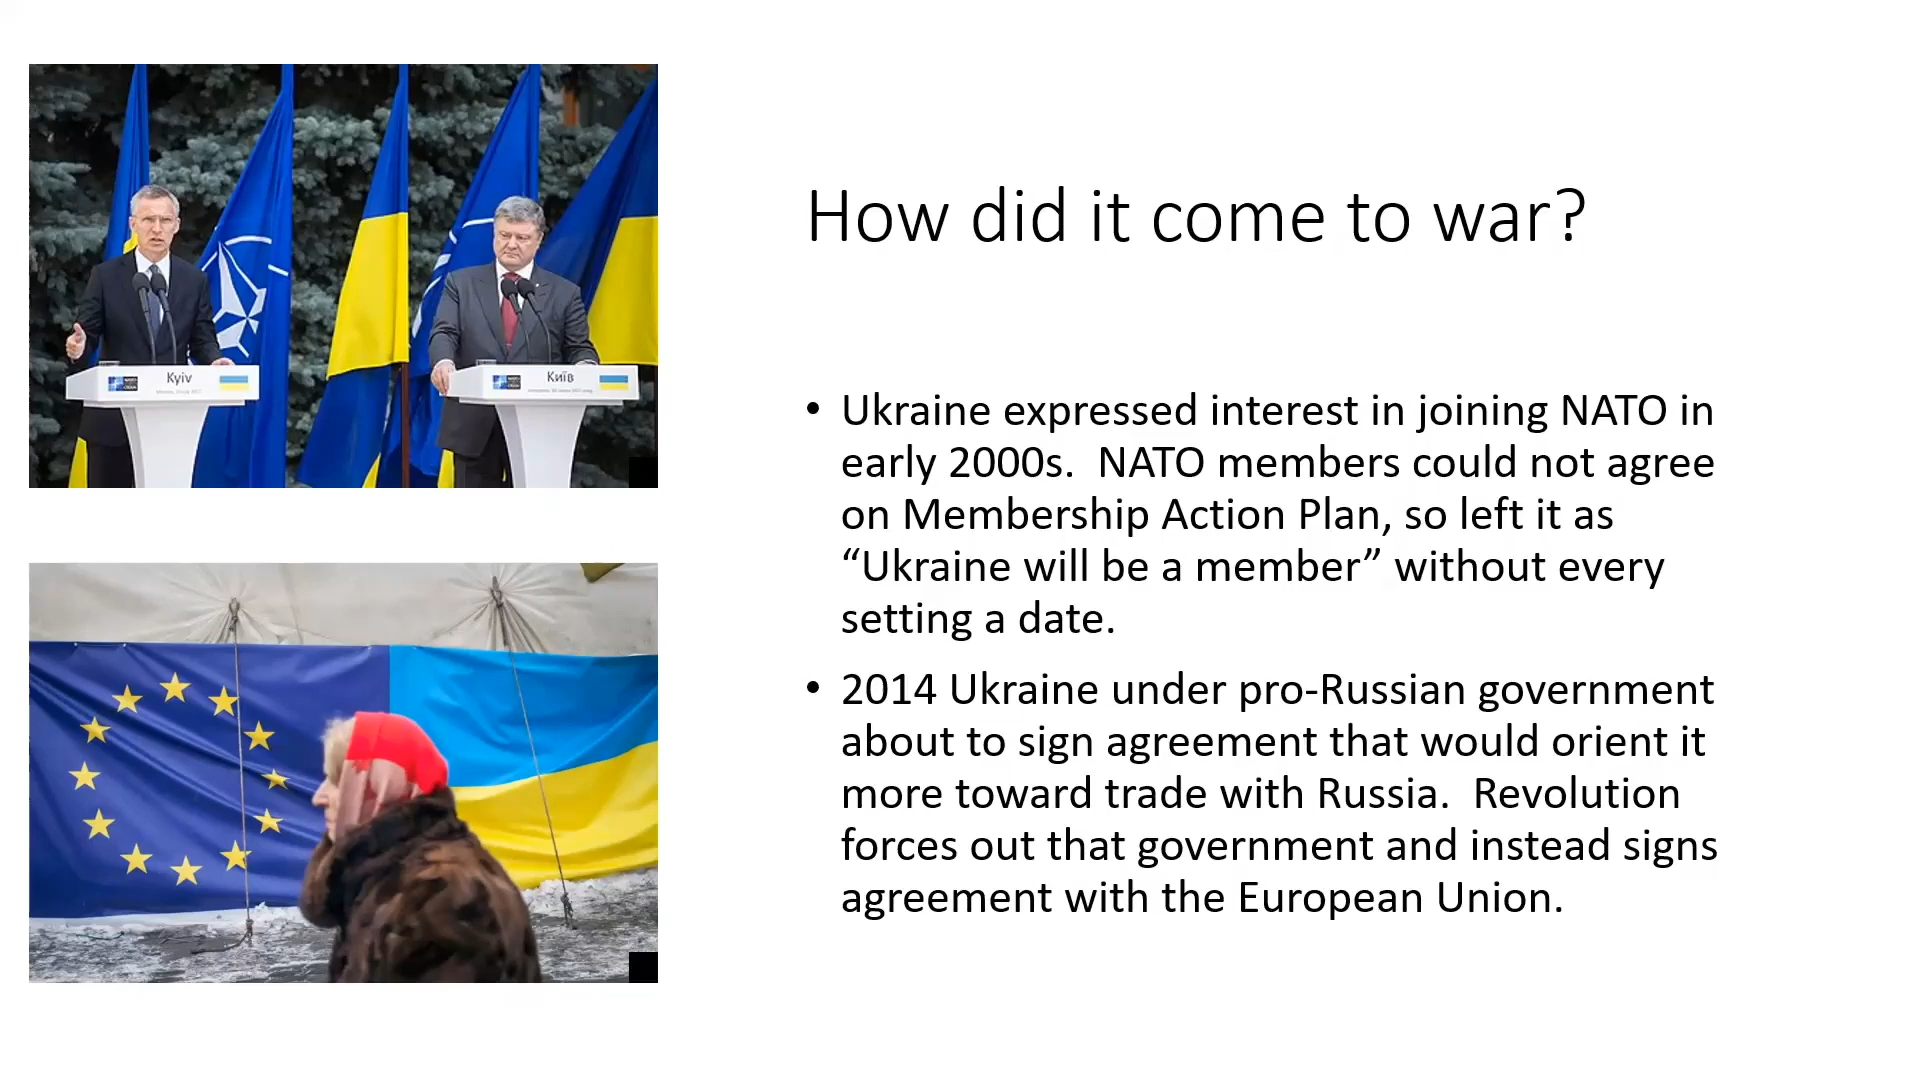 Kyiv
Київ
How did it come to war?
• Ukraine expressed interest in joining NATO in
early 2000s.  NATO members could not agree
on Membership Action Plan, so left it as
“Ukraine will be a member” without every
setting a date.
• 2014 Ukraine under pro-Russian government
about to sign agreement that would orient it
more toward trade with Russia.  Revolution
forces out that government and instead signs
agreement with the European Union.